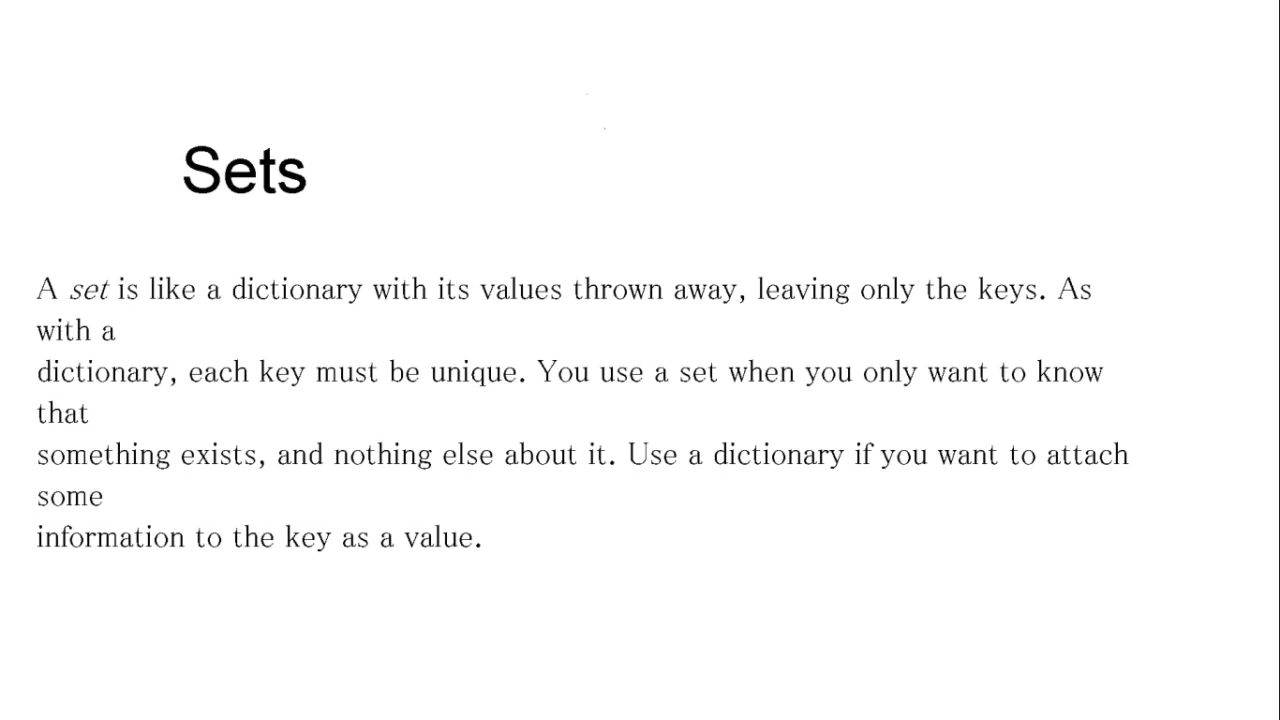 Sets
A set is like a dictionary with its values thrown away, leaving only the keys. As
with a
dictionary, each key must be unique. You use a set when you only want to know
that
something exists, and nothing else about it. Use a dictionary if you want to attach
some
information to the key as a value.